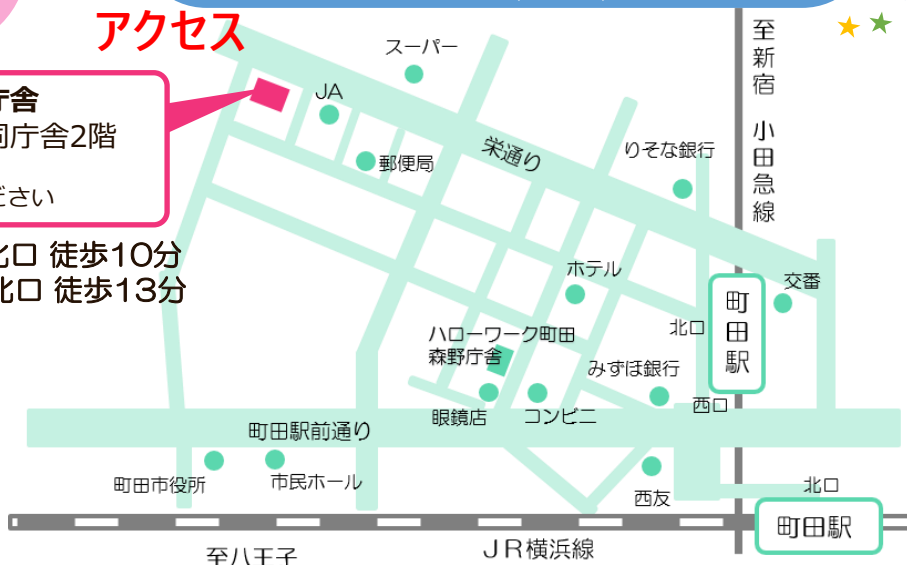 アクセス
庁舎
同庁舎2階
ださい
北口 徒歩10分
北口 徒歩13分
スーパー
JA
郵便局
栄通り
りそな銀行
至新宿 小田急線
ホテル
交番
町田駅
北口
ハローワーク町田
森野庁舎
みずほ銀行
西口
眼鏡店
コンビニ
町田駅前通り
町田市役所
市民ホール
西友
北口
町田駅
至八王子
JR横浜線